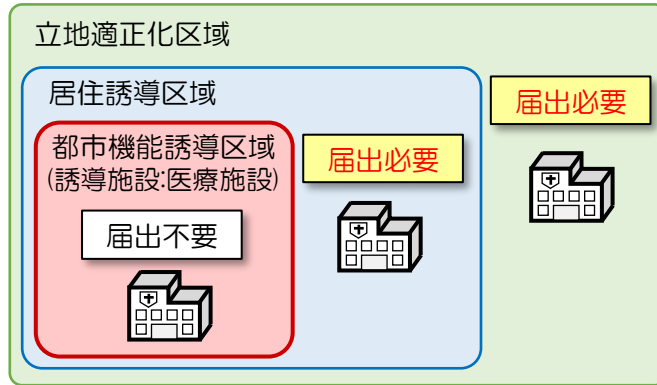 立地適正化区域
居住誘導区域
届出必要
都市機能誘導区域
(誘導施設:医療施設)
届出必要
届出不要